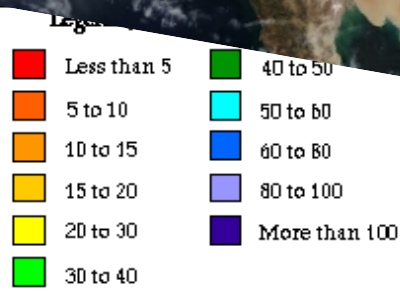 Less than 5
5 to 10
10 to 15
15 to 20
20 to 30
30 to 40
40 to 50
50 to 60
60 to 80
80 to 100
More than 100